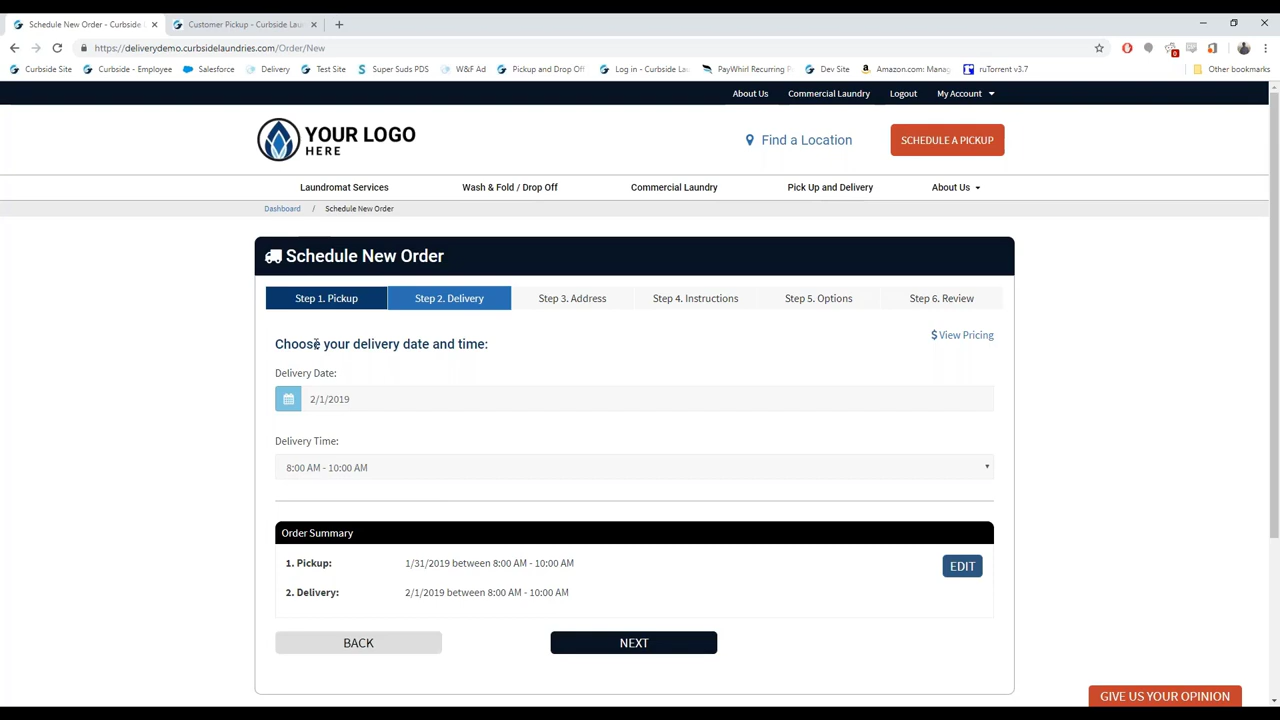 Schedule New Order - Curbside
Customer Pickup - Curbside Lau
https://deliverydemo.curbsidelaundries.com/Order/New
Curbside Site
Curbside - Employee
Salesforce
Delivery
Test Site
Super Suds PDS
W&F Ad
Pickup and Drop Off
Log in - Curbside La
PayWhirl Recurring P
Dev Site
Amazon.com: Mana
ruTorrent v3.7
Other bookmarks
About Us
Commercial Laundry
Logout
My Account
YOUR LOGO
HERE
Find a Location
SCHEDULE A PICKUP
Laundromat Services
Wash & Fold / Drop Off
Commercial Laundry
Pick Up and Delivery
About Us
Dashboard / Schedule New Order
Schedule New Order
Step 1. Pickup
Step 2. Delivery
Step 3. Address
Step 4. Instructions
Step 5. Options
Step 6. Review
$ View Pricing
Choose your delivery date and time:
Delivery Date:
2/1/2019
Delivery Time:
8:00 AM - 10:00 AM
Order Summary
1. Pickup: 1/31/2019 between 8:00 AM - 10:00 AM
EDIT
2. Delivery: 2/1/2019 between 8:00 AM - 10:00 AM
BACK
NEXT
GIVE US YOUR OPINION